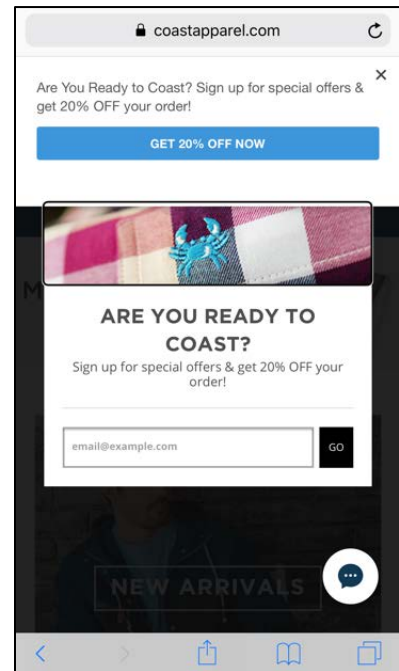 coastapparel.com
Are You Ready to Coast? Sign up for special offers &
get 20% OFF your order!
GET 20% OFF NOW
ARE YOU READY TO
COAST?
Sign up for special offers & get 20% OFF your
order!
email@example.com
GO
NEW ARRIVALS